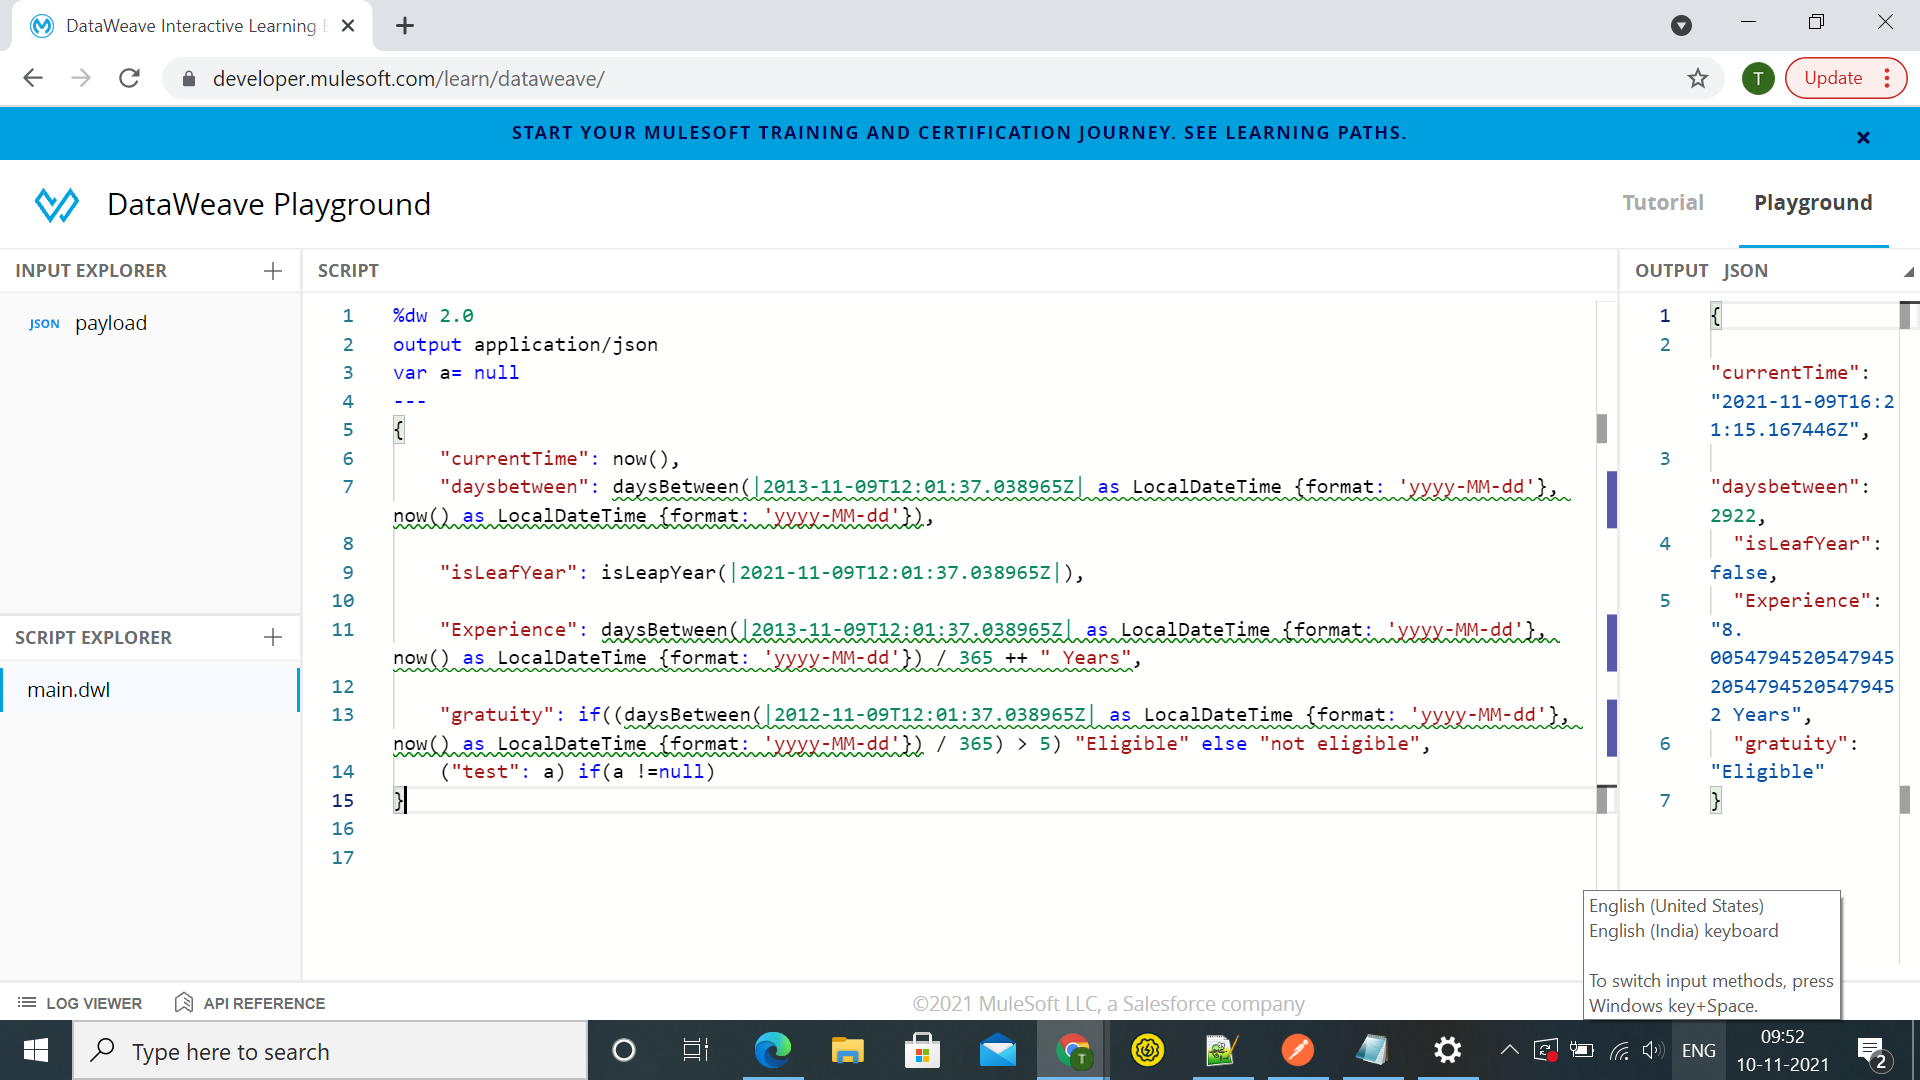 DataWeave Interactive Learning E
developer.mulesoft.com/learn/dataweave/
T
Update
START YOUR MULESOFT TRAINING AND CERTIFICATION JOURNEY. SEE LEARNING PATHS.
DataWeave Playground
Tutorial
Playground
INPUT EXPLORER
JSON payload
SCRIPT EXPLORER
main.dwl
SCRIPT
1 %dw 2.0
2 output application/json
3 var a= null
4 ---
5 {
6 "currentTime": now(),
7 "daysbetween": daysBetween(|2013-11-09T12:01:37.038965Z| as LocalDateTime {format: 'yyyy-MM-dd'},
now() as LocalDateTime {format: 'yyyy-MM-dd'}),
8
9 "isLeafYear": isLeapYear(|2021-11-09T12:01:37.038965Z|),
10
11 "Experience": daysBetween(|2013-11-09T12:01:37.038965Z| as LocalDateTime {format: 'yyyy-MM-dd'},
now() as LocalDateTime {format: 'yyyy-MM-dd'}) / 365 ++ " Years",
12
13 "gratuity": if((daysBetween(|2012-11-09T12:01:37.038965Z| as LocalDateTime {format: 'yyyy-MM-dd'},
now() as LocalDateTime {format: 'yyyy-MM-dd'}) / 365) > 5) "Eligible" else "not eligible",
14 ("test": a) if(a !=null)
15 }
16
17
OUTPUT JSON
1 {
2
"currentTime":
"2021-11-09T16:2
1:15.167446Z",
3
"daysbetween":
2922,
4 "isLeafYear":
false,
5 "Experience":
"8.
0054794520547945
2054794520547945
2 Years",
6 "gratuity":
"Eligible"
7 }
English (United States)
English (India) keyboard
To switch input methods, press
Windows key+Space.
LOG VIEWER
API REFERENCE
©2021 MuleSoft LLC, a Salesforce company
Type here to search
T
ENG
09:52
10-11-2021
2